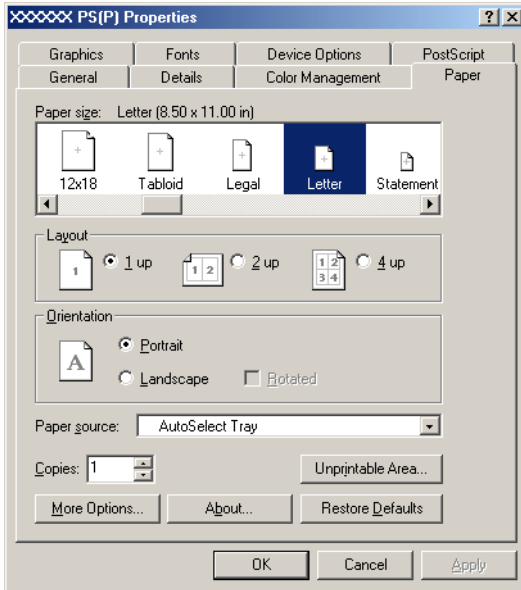 XXXXXX PS(P) Properties
Graphics Fonts Device Options PostScript
General Details Color Management Paper
Paper size: Letter (8.50 x 11.00 in)
12x18 Tabloid Legal Letter Statement
Layout
1 1 up 1 2 2 up 1 2 3 4 4 up
Orientation
A Portrait
Landscape Rotated
Paper source: AutoSelect Tray
Copies: 1 Unprintable Area...
More Options... About... Restore Defaults
OK Cancel Apply